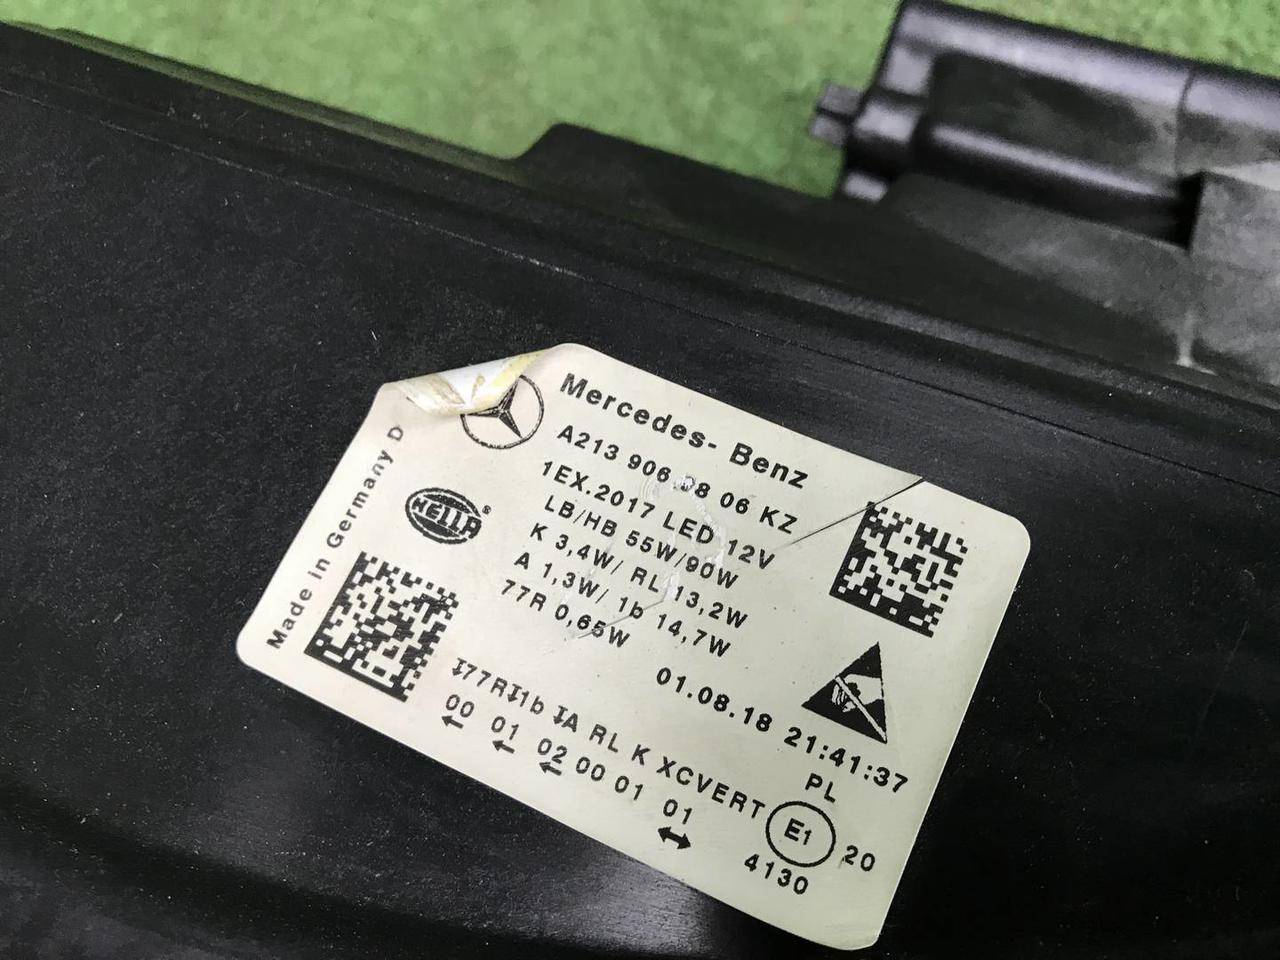 Mercedes- Benz
A213 906 06 KZ
1EX.2017 LED 12V
LB/HB 55W/90W
K 3,4W/ RL 13,2W
A 1,3W/ 1b 14,7W
77R 0,65W
01.08.18 21:41:37
PL
Made in Germany D
HELLA
77R 1b A RL K XCVERT
00 01 02 00 01 01
← ← ← ↔
E1 20
4130